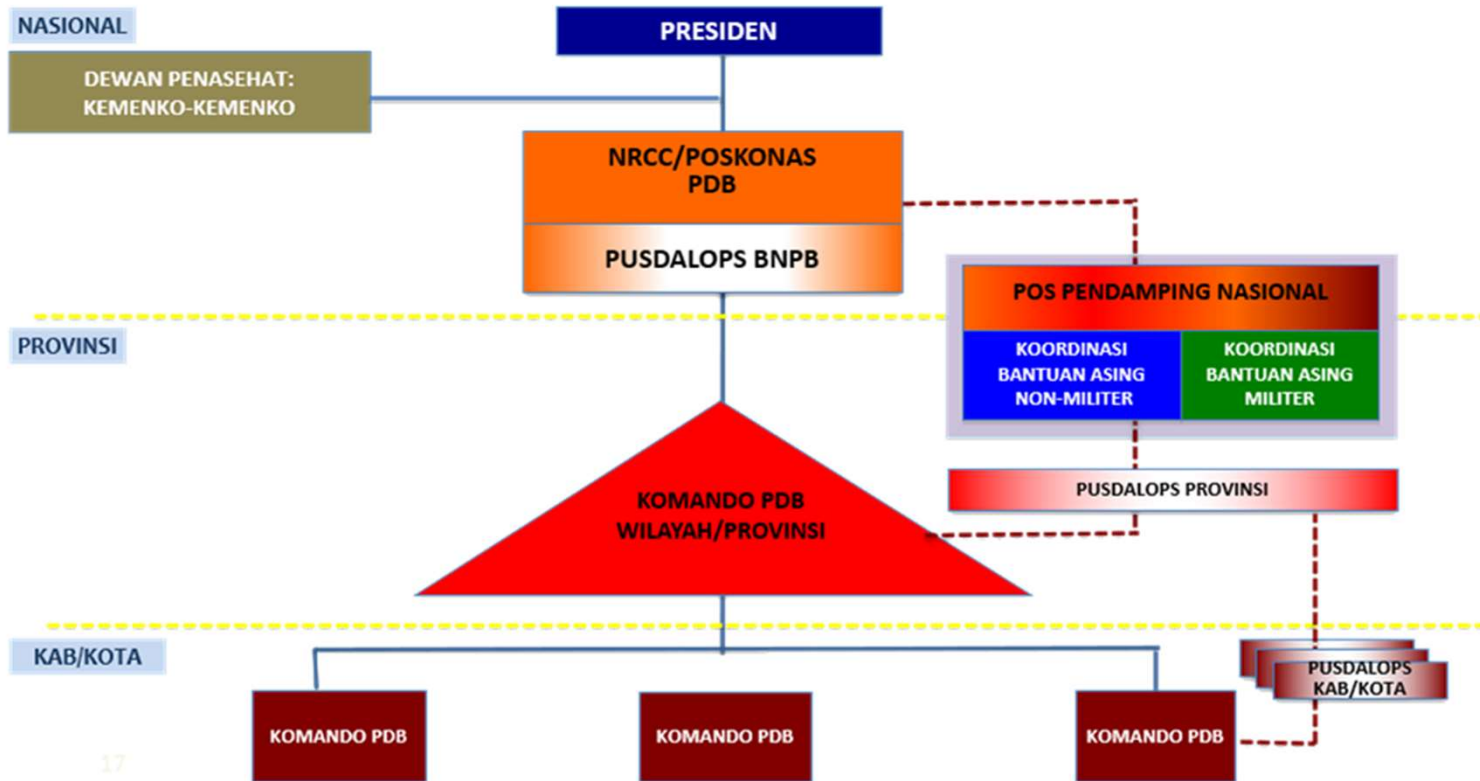 NASIONAL
PRESIDEN
DEWAN PENASEHAT:
KEMENKO-KEMENKO
NRCC/POSKONAS
PDB
PUSDALOPS BNPB
POS PENDAMPING NASIONAL
KOORDINASI
BANTUAN ASING
NON-MILITER
KOORDINASI
BANTUAN ASING
MILITER
PROVINSI
PUSDALOPS PROVINSI
KOMANDO PDB
WILAYAH/PROVINSI
KAB/KOTA
PUSDALOPS
KAB/KOTA
KOMANDO PDB
KOMANDO PDB
KOMANDO PDB
17